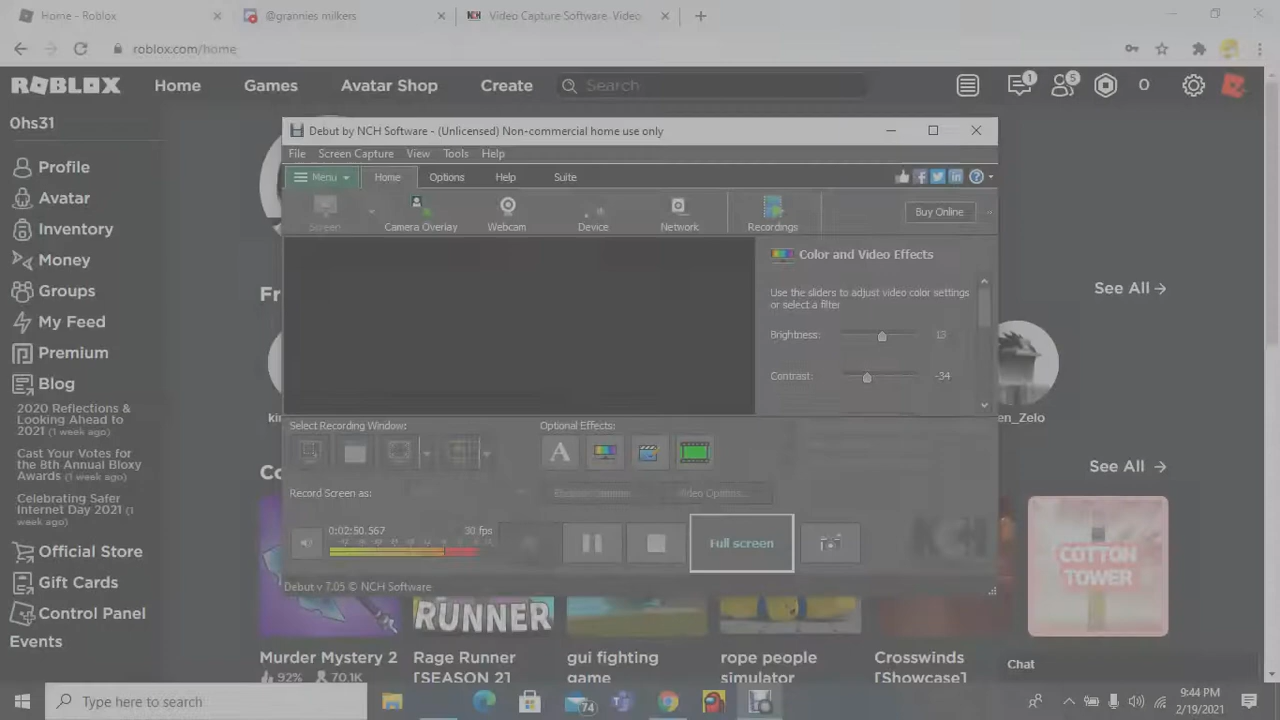 Home - Roblox
@grannies milkers
Video Capture Software. Video
roblox.com/home
ROBLOX
Home
Games
Avatar Shop
Create
Search
1
5
0
0hs31
Profile
Avatar
Inventory
Money
Groups
My Feed
Premium
Blog
2020 Reflections &
Looking Ahead to
2021 (1 week ago)
Cast Your Votes for
the 8th Annual Bloxy
Awards (1 week ago)
Celebrating Safer
Internet Day 2021 (1
week ago)
Official Store
Gift Cards
Control Panel
Events
Debut by NCH Software - (Unlicensed) Non-commercial home use only
File
Screen Capture
View
Tools
Help
Menu
Home
Options
Help
Suite
Screen
Camera Overlay
Webcam
Device
Network
Recordings
Buy Online
Color and Video Effects
Use the sliders to adjust video color settings
or select a filter
Brightness:
13
Contrast:
-34
Select Recording Window:
Optional Effects:
Record Screen as:
Video Options...
0:02:50.567
30 fps
Full screen
NCH
Debut v 7.05 © NCH Software
Fr
See All →
ki
en_Zelo
Co
See All →
COTTON
TOWER
RUNNER
Murder Mystery 2
92%
70.1K
Rage Runner
[SEASON 2]
gui fighting
game
rope people
simulator
Crosswinds
[Showcase]
Chat
Type here to search
74
9:44 PM
2/19/2021